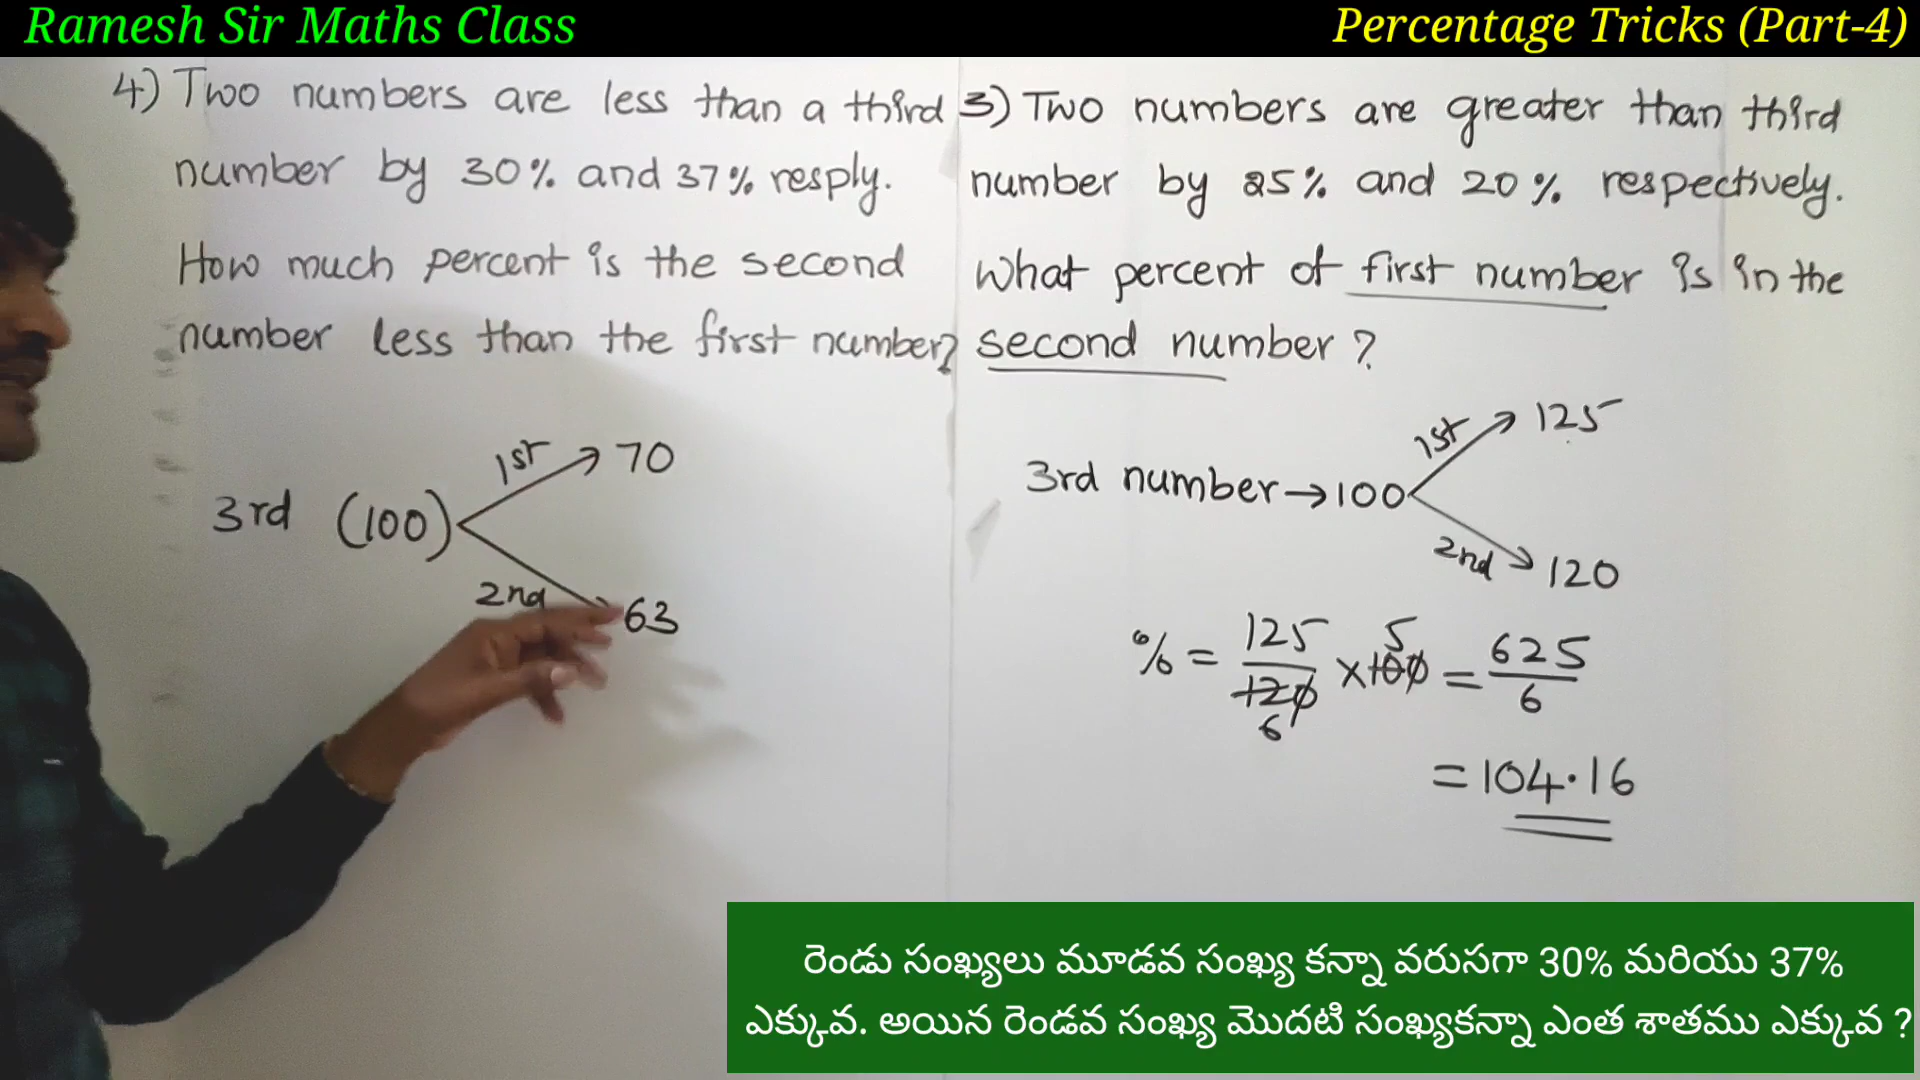 Ramesh Sir Maths Class
Percentage Tricks (Part-4)
4) Two numbers are less than a third
number by 30% and 37% resply.
How much percent is the second
number less than the first number?
3rd (100)
1st
70
2nd
63
3) Two numbers are greater than third
number by 25% and 20% respectively.
What percent of first number is in the
second number?
3rd number → 100
1st
125
2nd
120
% = 125/120 × 100 = 625/6
5
6
= 104.16
రెండు సంఖ్యలు మూడవ సంఖ్య కన్నా వరుసగా 30% మరియు 37%
ఎక్కువ. అయిన రెండవ సంఖ్య మొదటి సంఖ్యకన్నా ఎంత శాతము ఎక్కువ ?